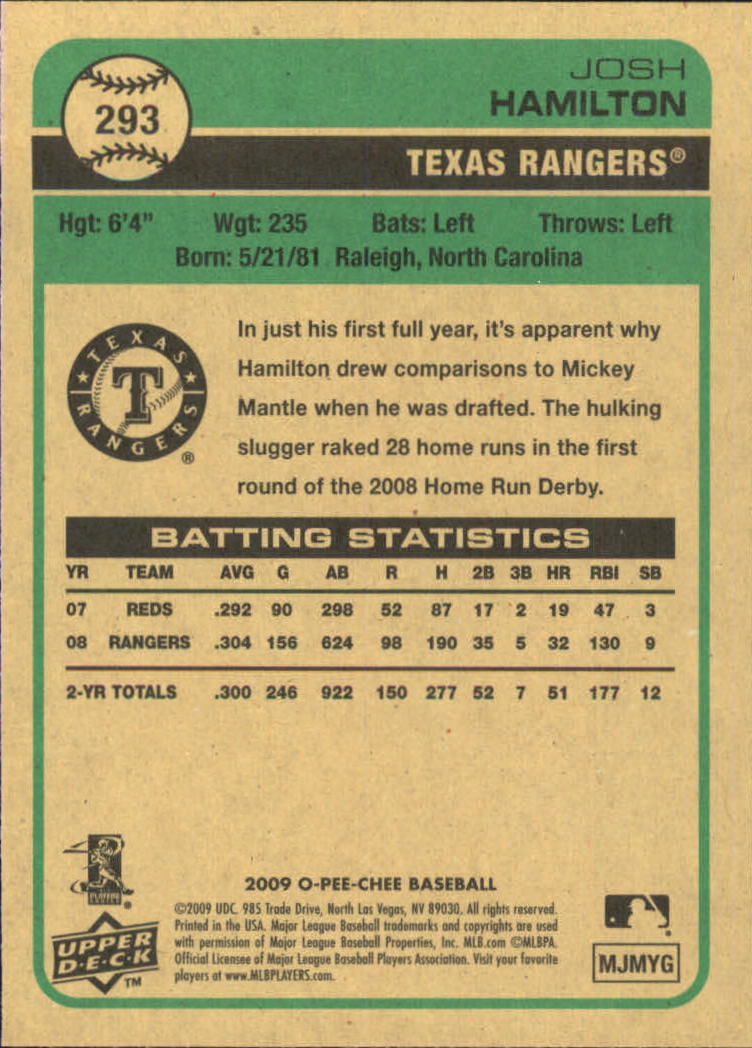 293
JOSH
HAMILTON
TEXAS RANGERS®
Hgt: 6'4" Wgt: 235 Bats: Left Throws: Left
Born: 5/21/81 Raleigh, North Carolina
TEXAS
T
RANGERS
®
In just his first full year, it's apparent why
Hamilton drew comparisons to Mickey
Mantle when he was drafted. The hulking
slugger raked 28 home runs in the first
round of the 2008 Home Run Derby.
BATTING STATISTICS
YR TEAM AVG G AB R H 2B 3B HR RBI SB
07 REDS .292 90 298 52 87 17 2 19 47 3
08 RANGERS .304 156 624 98 190 35 5 32 130 9
2-YR TOTALS .300 246 922 150 277 52 7 51 177 12
2009 O-PEE-CHEE BASEBALL
©2009 UDC. 985 Trade Drive, North Las Vegas, NV 89030. All rights reserved.
Printed in the USA. Major League Baseball trademarks and copyrights are used
with permission of Major League Baseball Properties, Inc. MLB.com ©MLBPA.
Official Licensee of Major League Baseball Players Association. Visit your favorite
players at www.MLBPLAYERS.com.
UPPER
D·E·C·K
TM
MJMYG